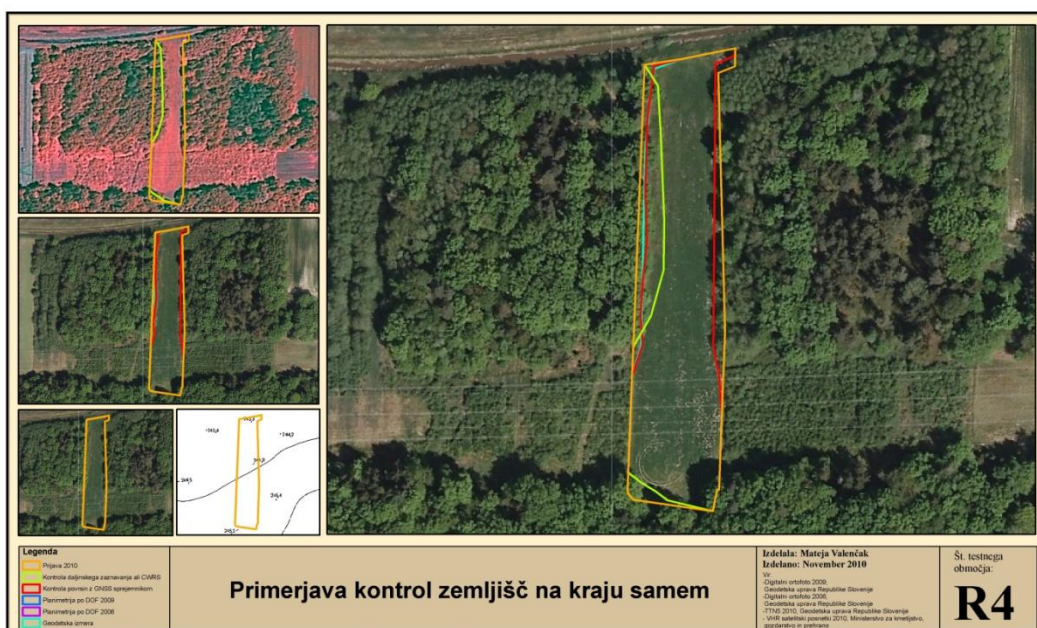 Legenda
Prijava 2010
Kontrola daljinskega zaznavanja ali CWRS
Kontrola površin z GNSS sprejemnikom
Planimetrija po DOF 2009
Planimetrija po DOF 2006
Geodetska izmera
Primerjava kontrol zemljišč na kraju samem
Izdelala: Mateja Valenčak
Izdelano: November 2010
Vir:
-Digitalni ortofoto 2009,
Geodetska uprava Republike Slovenije
-Digitalni ortofoto 2006,
Geodetska uprava Republike Slovenije
-TTN5 2010, Geodetska uprava Republike Slovenije
- VHR satelitski posnetki 2010, Ministerstvo za kmetijstvo,
gozdarstvo in prehrano
Št. testnega
območja:
R4